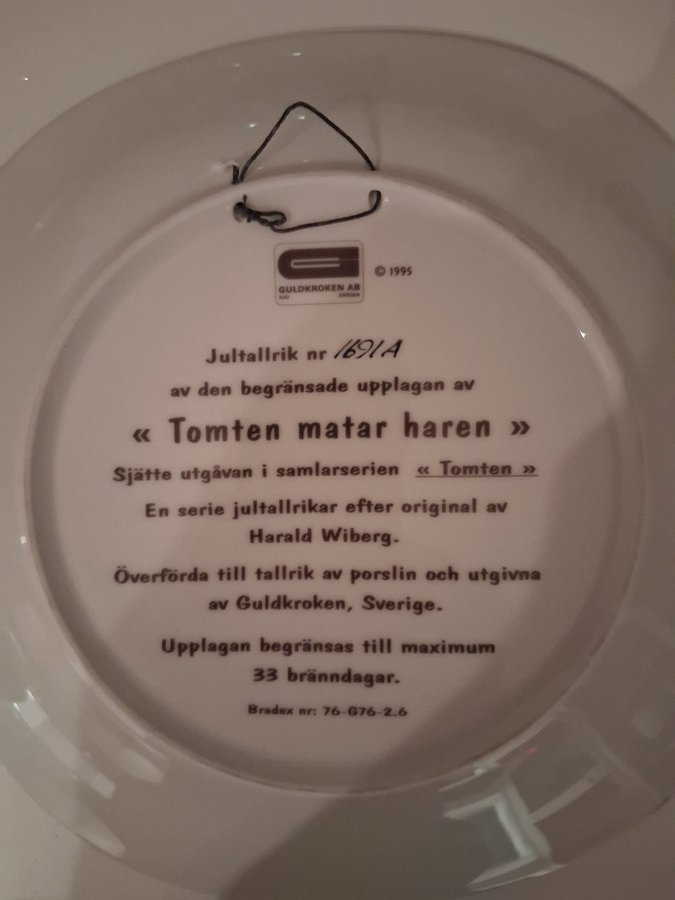 © 1995
GULDKROKEN AB
SWEDEN
Jultallrik nr 1691A
av den begränsade upplagan av
« Tomten matar haren »
Sjätte utgåvan i samlarserien « Tomten »
En serie jultallrikar efter original av
Harald Wiberg.
Överförda till tallrik av porslin och utgivna
av Guldkroken, Sverige.
Upplagan begränsas till maximum
33 bränndagar.
Bradex nr: 76-G76-2.6